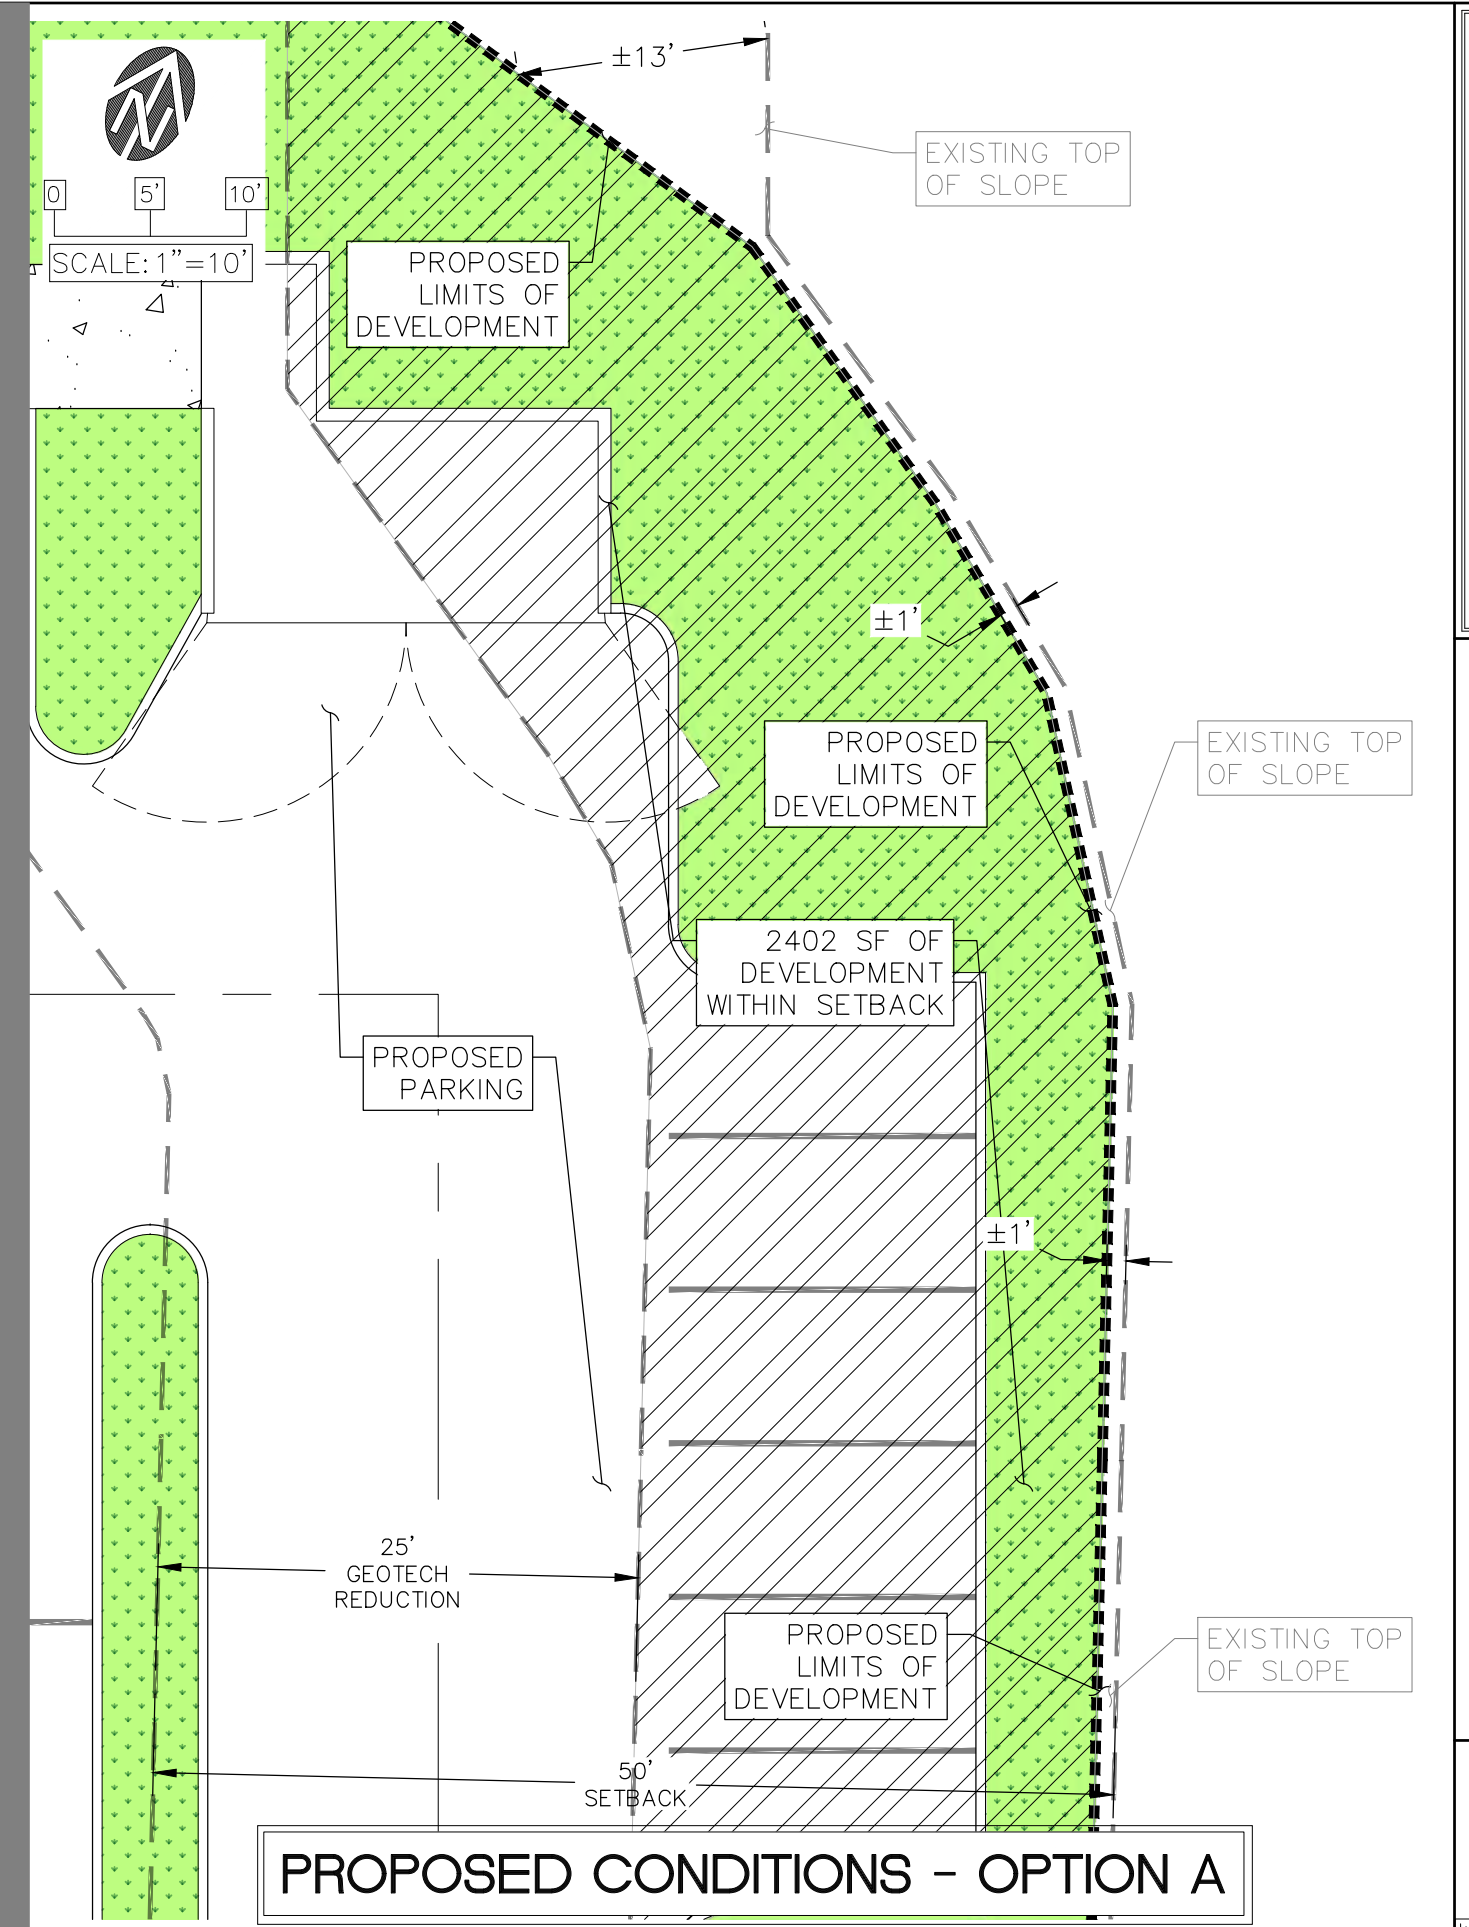 ±13'
EXISTING TOP
OF SLOPE
N
0 5' 10'
SCALE: 1"=10'
PROPOSED
LIMITS OF
DEVELOPMENT
±1'
PROPOSED
LIMITS OF
DEVELOPMENT
EXISTING TOP
OF SLOPE
2402 SF OF
DEVELOPMENT
WITHIN SETBACK
PROPOSED
PARKING
±1'
25'
GEOTECH
REDUCTION
PROPOSED
LIMITS OF
DEVELOPMENT
EXISTING TOP
OF SLOPE
50'
SETBACK
PROPOSED CONDITIONS - OPTION A